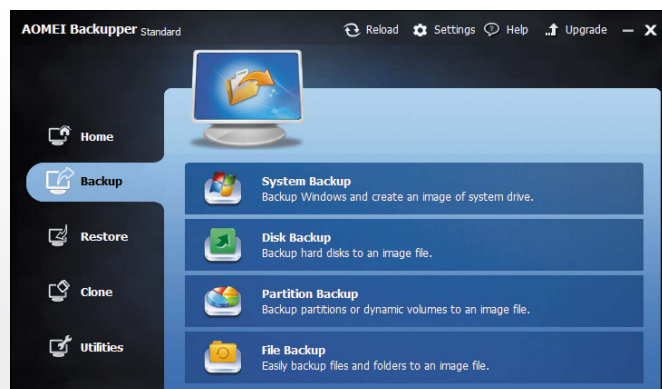 AOMEI Backupper Standard
Reload Settings Help Upgrade
Home
Backup
Restore
Clone
Utilities
System Backup
Backup Windows and create an image of system drive.
Disk Backup
Backup hard disks to an image file.
Partition Backup
Backup partitions or dynamic volumes to an image file.
File Backup
Easily backup files and folders to an image file.